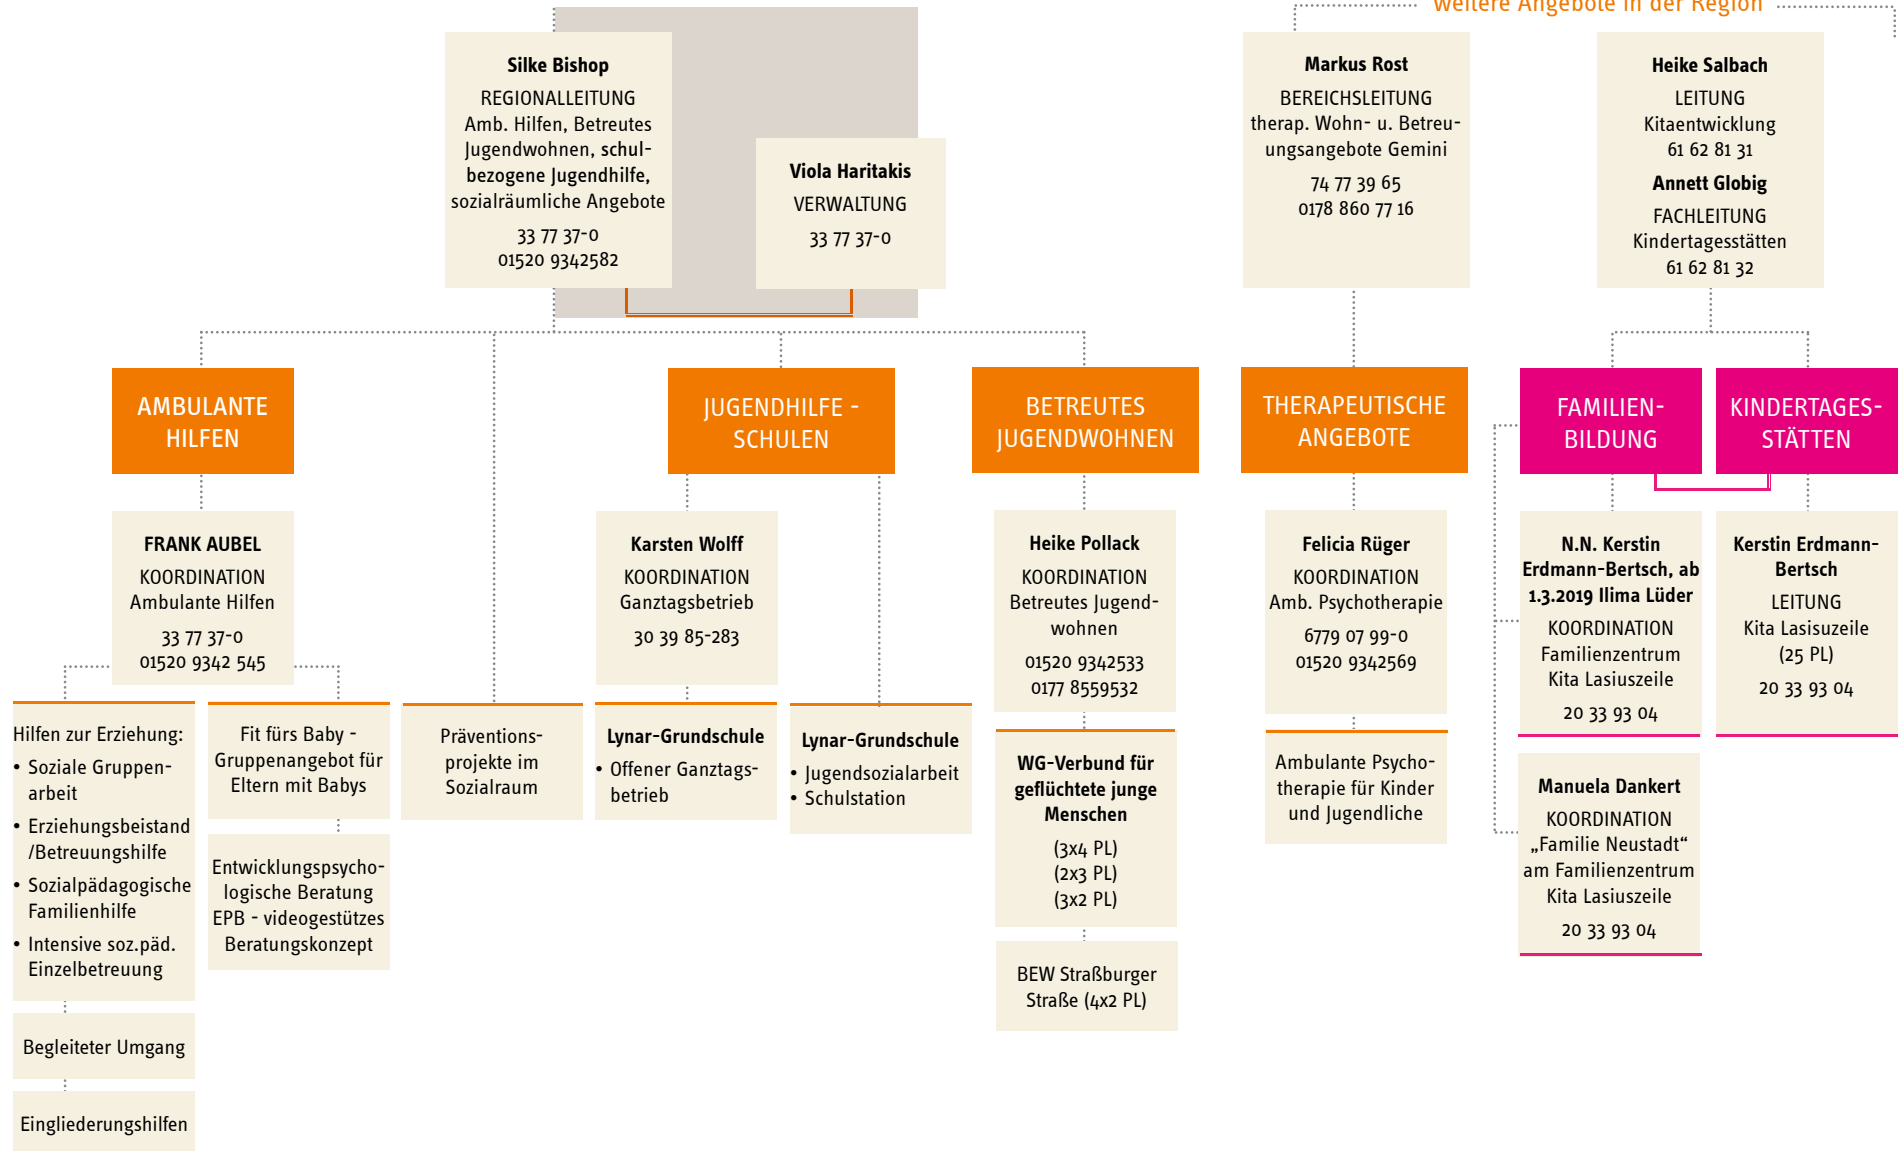 weitere Angebote in der Region
Silke Bishop
REGIONALLEITUNG
Amb. Hilfen, Betreutes
Jugendwohnen, schul-
bezogene Jugendhilfe,
sozialräumliche Angebote
33 77 37-0
01520 9342582
Viola Haritakis
VERWALTUNG
33 77 37-0
Markus Rost
BEREICHSLEITUNG
therap. Wohn- u. Betreu-
ungsangebote Gemini
74 77 39 65
0178 860 77 16
Heike Salbach
LEITUNG
Kitaentwicklung
61 62 81 31
Annett Globig
FACHLEITUNG
Kindertagesstätten
61 62 81 32
AMBULANTE
HILFEN
JUGENDHILFE -
SCHULEN
BETREUTES
JUGENDWOHNEN
THERAPEUTISCHE
ANGEBOTE
FAMILIEN-
BILDUNG
KINDERTAGES-
STÄTTEN
FRANK AUBEL
KOORDINATION
Ambulante Hilfen
33 77 37-0
01520 9342 545
Karsten Wolff
KOORDINATION
Ganztagsbetrieb
30 39 85-283
Heike Pollack
KOORDINATION
Betreutes Jugend-
wohnen
01520 9342533
0177 8559532
Felicia Rüger
KOORDINATION
Amb. Psychotherapie
6779 07 99-0
01520 9342569
N.N. Kerstin
Erdmann-Bertsch, ab
1.3.2019 Ilima Lüder
KOORDINATION
Familienzentrum
Kita Lasiuszeile
20 33 93 04
Kerstin Erdmann-
Bertsch
LEITUNG
Kita Lasisuzeile
(25 PL)
20 33 93 04
Hilfen zur Erziehung:
• Soziale Gruppen-
arbeit
• Erziehungsbeistand
/Betreuungshilfe
• Sozialpädagogische
Familienhilfe
• Intensive soz.päd.
Einzelbetreuung
Begleiteter Umgang
Eingliederungshilfen
Fit fürs Baby -
Gruppenangebot für
Eltern mit Babys
Entwicklungspsycho-
logische Beratung
EPB - videogestützes
Beratungskonzept
Präventions-
projekte im
Sozialraum
Lynar-Grundschule
• Offener Ganztags-
betrieb
Lynar-Grundschule
• Jugendsozialarbeit
• Schulstation
WG-Verbund für
geflüchtete junge
Menschen
(3x4 PL)
(2x3 PL)
(3x2 PL)
BEW Straßburger
Straße (4x2 PL)
Ambulante Psycho-
therapie für Kinder
und Jugendliche
Manuela Dankert
KOORDINATION
„Familie Neustadt“
am Familienzentrum
Kita Lasiuszeile
20 33 93 04